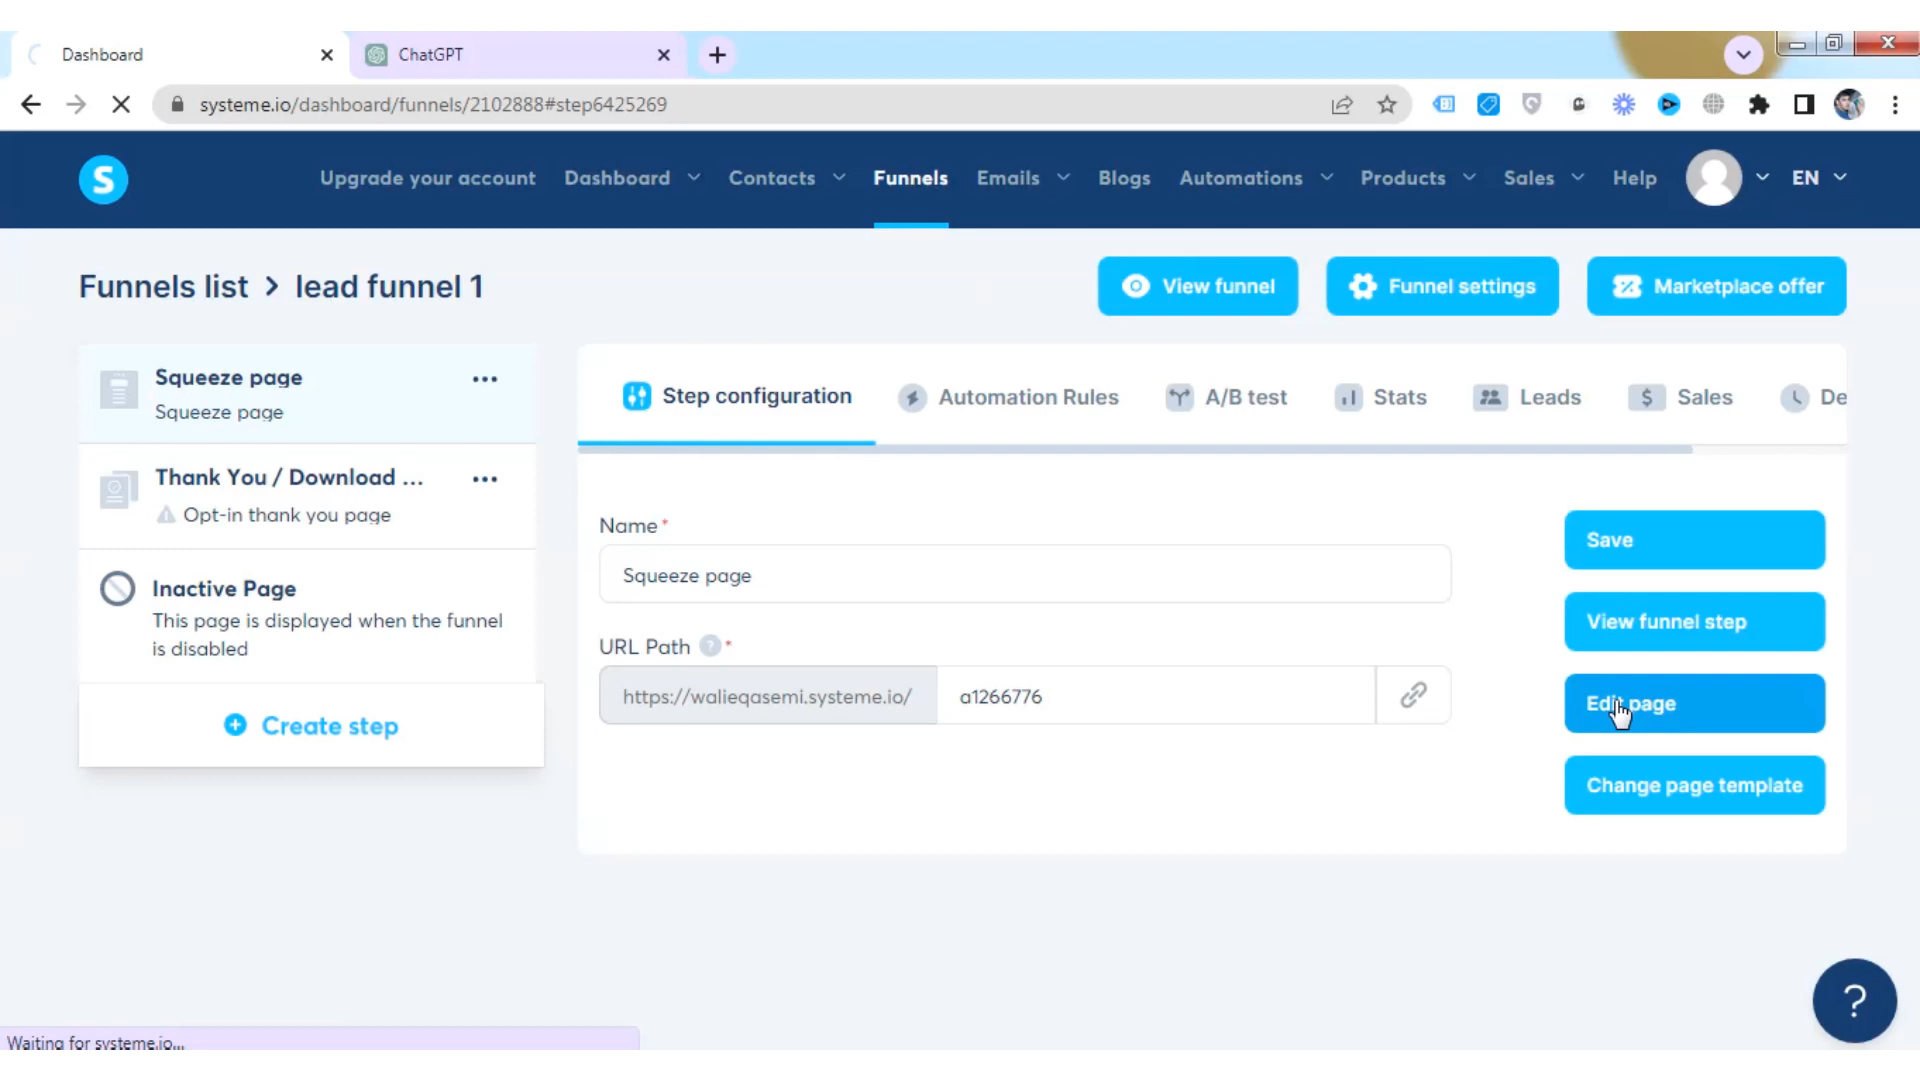 Dashboard
ChatGPT
systeme.io/dashboard/funnels/2102888#step6425269
S
Upgrade your account
Dashboard
Contacts
Funnels
Emails
Blogs
Automations
Products
Sales
Help
EN
Funnels list > lead funnel 1
View funnel
Funnel settings
Marketplace offer
Squeeze page
Squeeze page
Thank You / Download ...
Opt-in thank you page
Inactive Page
This page is displayed when the funnel
is disabled
Create step
Step configuration
Automation Rules
A/B test
Stats
Leads
$ Sales
De
Name*
Squeeze page
URL Path ? *
https://walieqasemi.systeme.io/
a1266776
Save
View funnel step
Edit page
Change page template
?
Waiting for systeme.io...